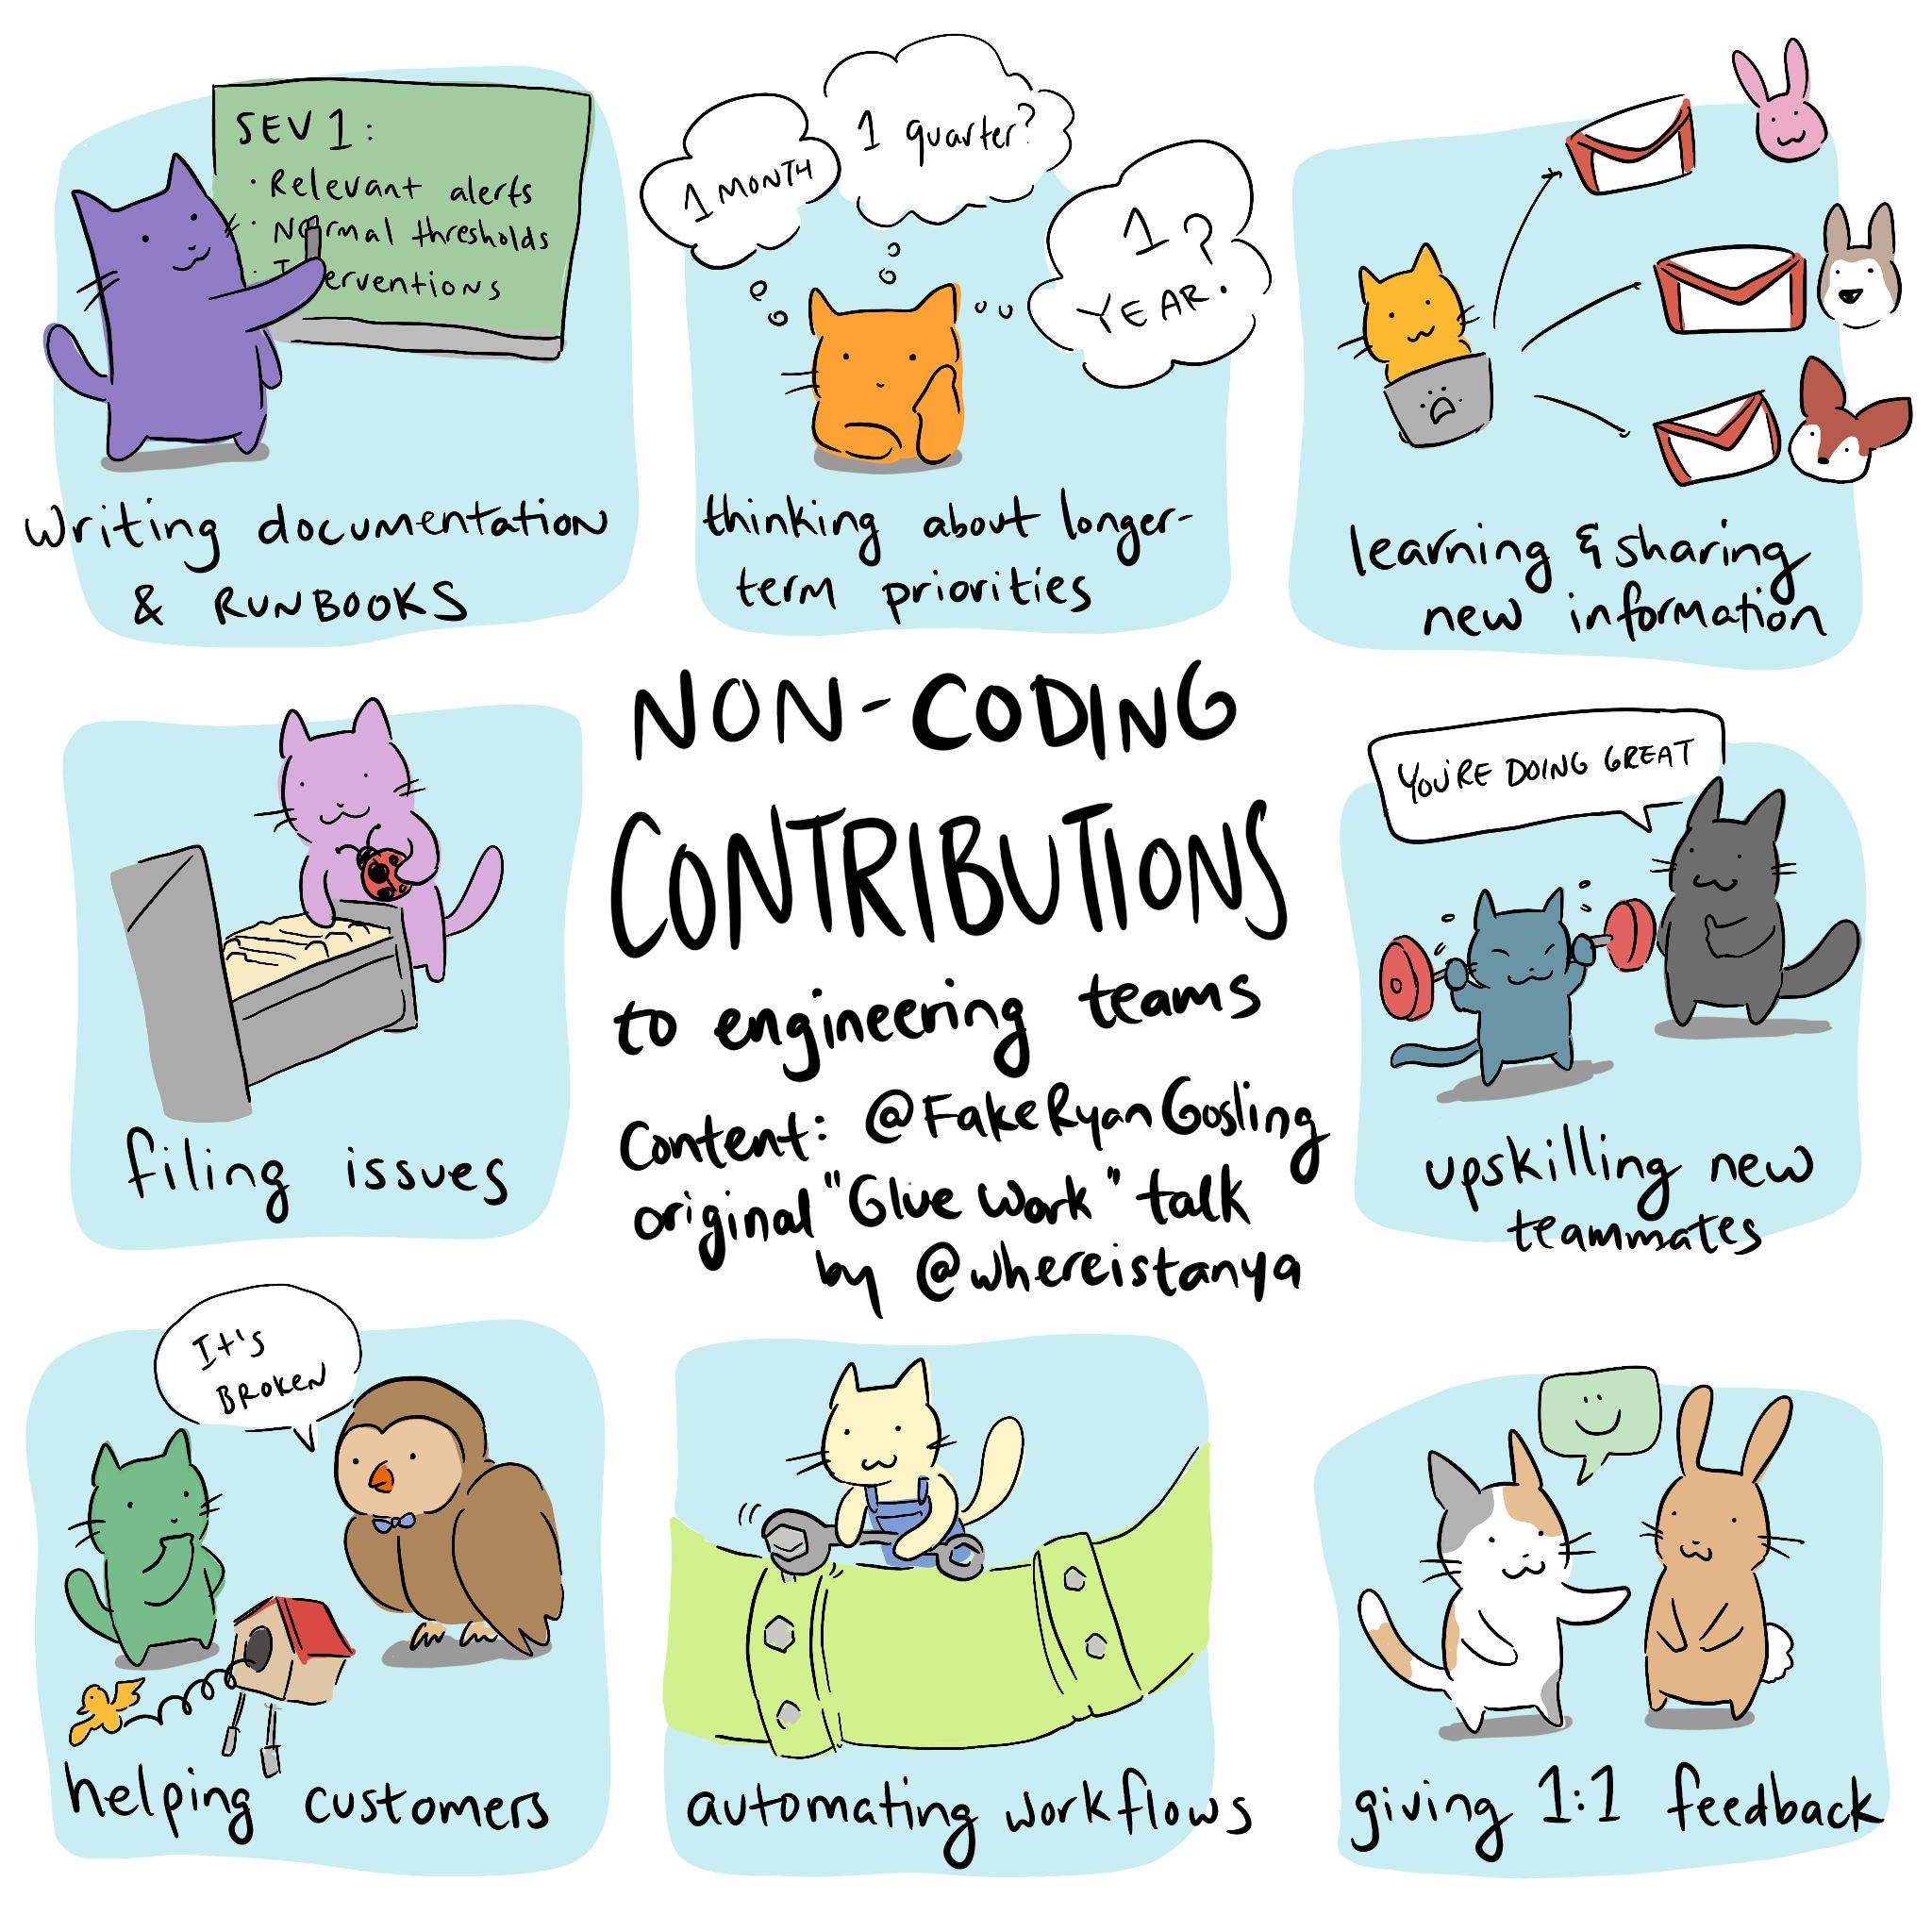 SEV 1:
· Relevant alerts
· Normal thresholds
· erventions
writing documentation
& RUNBOOKS
1 MONTH
1 quarter?
1 ?
YEAR.
thinking about longer-
term priorities
learning & sharing
new information
NON-CODING
CONTRIBUTIONS
to engineering teams
Content: @FakeRyanGosling
original "Glue Work" talk
by @whereistanya
filing issues
YOU'RE DOING GREAT
upskilling new
teammates
It's
BROKEN
helping customers
automating workflows
giving 1:1 feedback